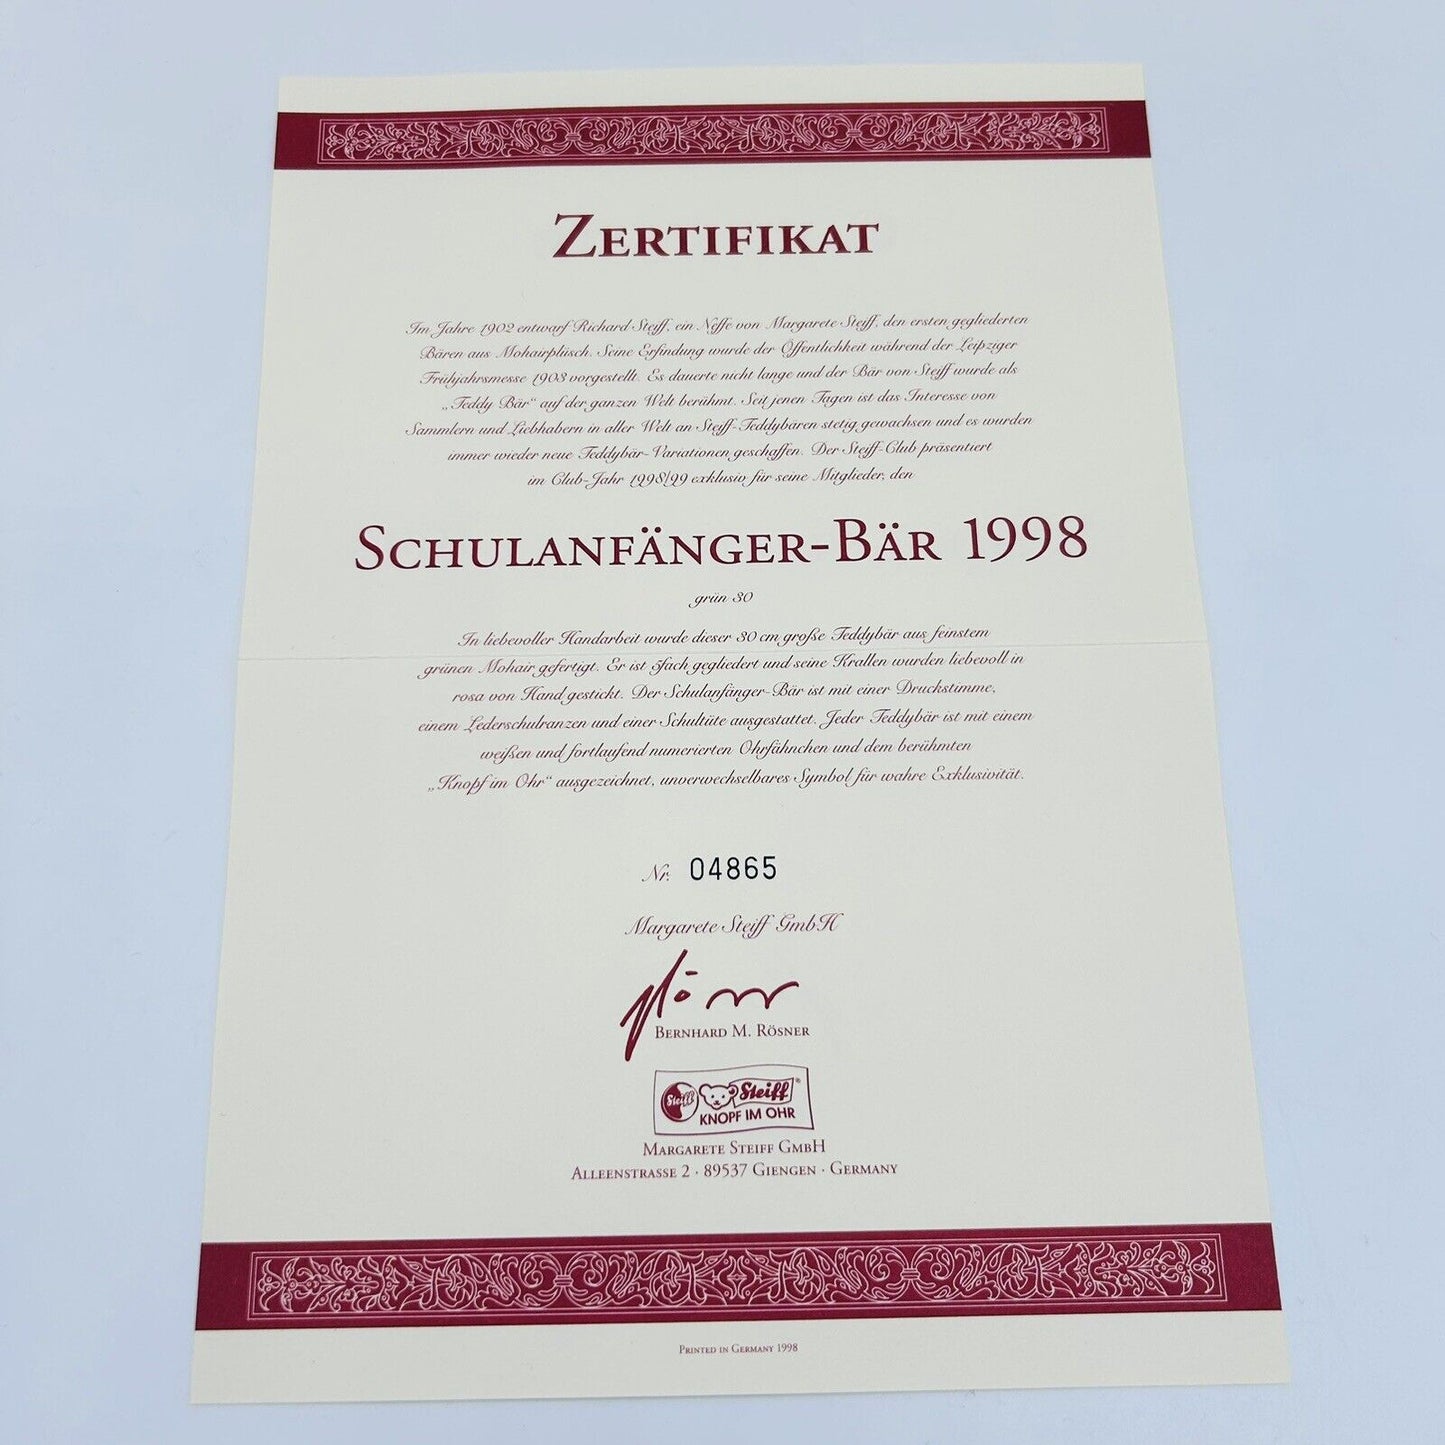 Zertifikat
Im Jahre 1902 entwarf Richard Steiff, ein Neffe von Margarete Steiff, den ersten gegliederten
Bären aus Mohairplüsch. Seine Erfindung wurde der Öffentlichkeit während der Leipziger
Frühjahrsmesse 1903 vorgestellt. Es dauerte nicht lange und der Bär von Steiff wurde als
„Teddy Bär“ auf der ganzen Welt berühmt. Seit jenen Tagen ist das Interesse von
Sammlern und Liebhabern in aller Welt an Steiff-Teddybären stetig gewachsen und es wurden
immer wieder neue Teddybär-Variationen geschaffen. Der Steiff-Club präsentiert
im Club-Jahr 1998/99 exklusiv für seine Mitglieder, den
Schulanfänger-Bär 1998
grün 30
In liebevoller Handarbeit wurde dieser 30 cm große Teddybär aus feinstem
grünen Mohair gefertigt. Er ist 5fach gegliedert und seine Krallen wurden liebevoll in
rosa von Hand gestickt. Der Schulanfänger-Bär ist mit einer Druckstimme,
einem Lederschulranzen und einer Schultüte ausgestattet. Jeder Teddybär ist mit einem
weißen und fortlaufend numerierten Ohrfähnchen und dem berühmten
„Knopf im Ohr“ ausgezeichnet, unverwechselbares Symbol für wahre Exklusivität.
Nr. 04865
Margarete Steiff GmbH
Bernhard M. Rösner
Steiff Steiff®
KNOPF IM OHR
Margarete Steiff GmbH
Alleenstrasse 2 · 89537 Giengen · Germany
Printed in Germany 1998